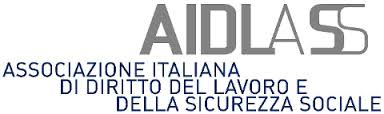 AIDLASS
ASSOCIAZIONE ITALIANA
DI DIRITTO DEL LAVORO E
DELLA SICUREZZA SOCIALE